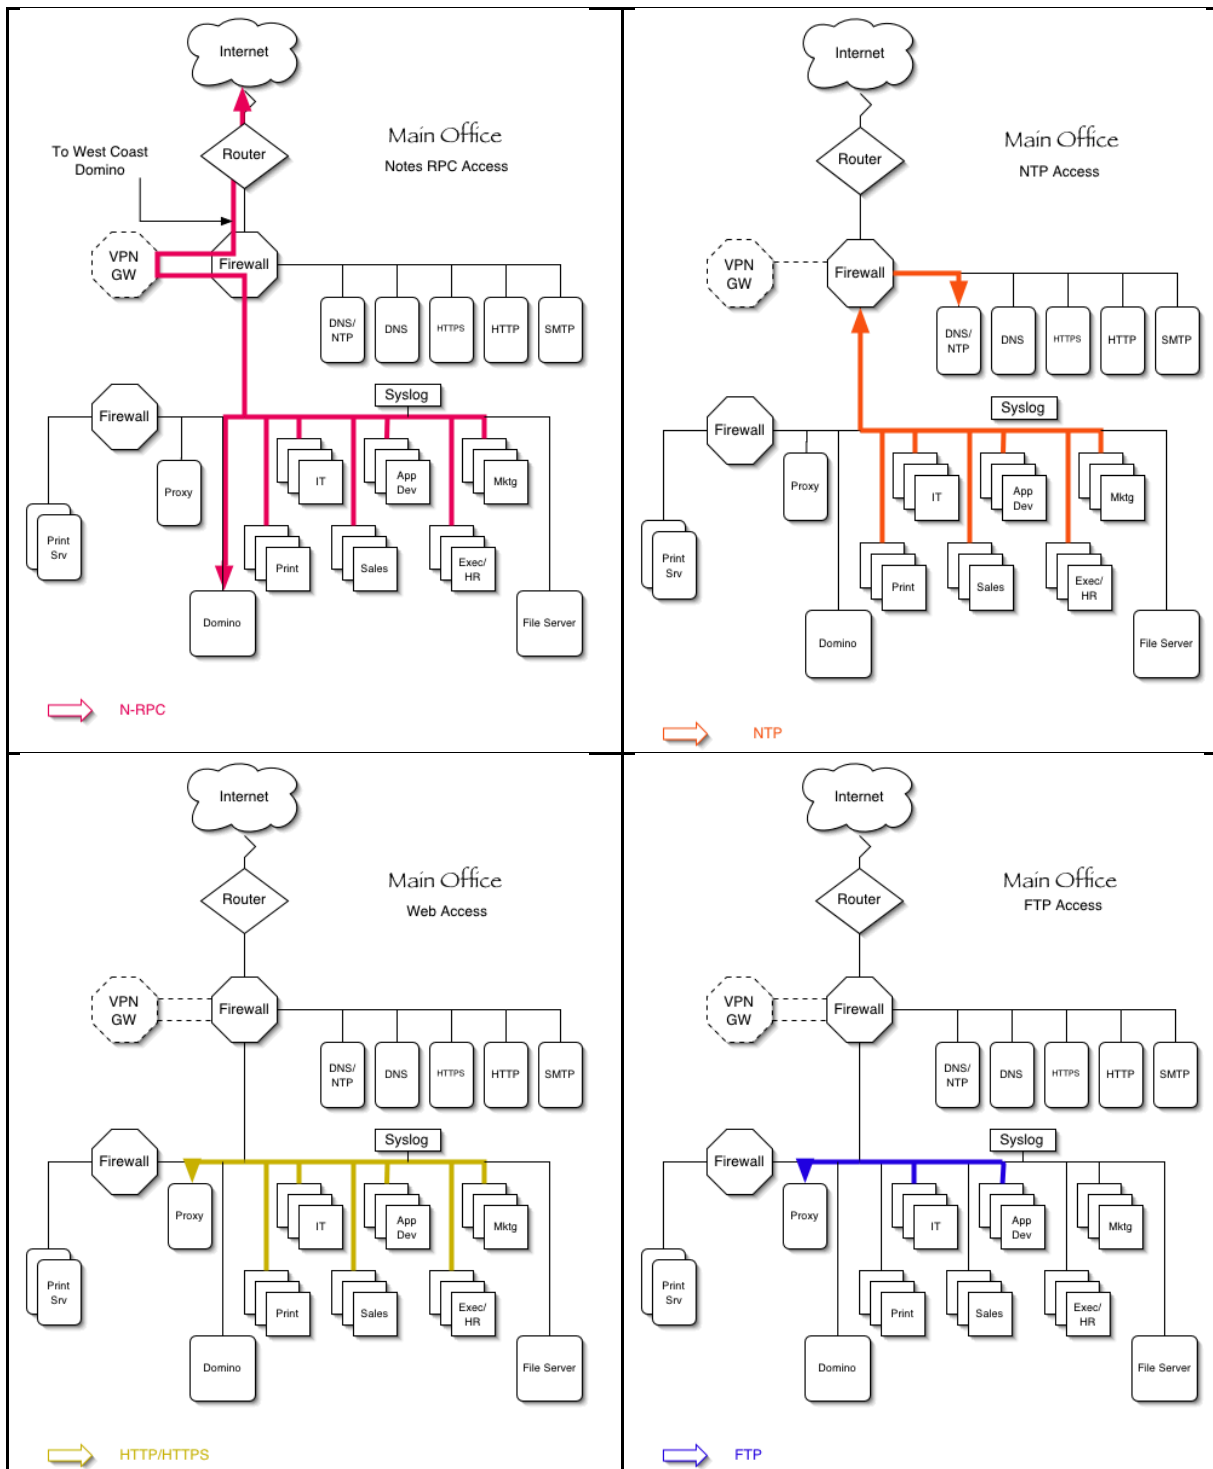 Internet
Main Office
Notes RPC Access
Router
To West Coast
Domino
VPN
GW
Firewall
DNS/
NTP
DNS
HTTPS
HTTP
SMTP
Syslog
Firewall
Proxy
IT
App
Dev
Mktg
Print
Srv
Print
Sales
Exec/
HR
Domino
File Server
N-RPC
Internet
Main Office
NTP Access
Router
VPN
GW
Firewall
DNS/
NTP
DNS
HTTPS
HTTP
SMTP
Syslog
Firewall
Proxy
IT
App
Dev
Mktg
Print
Srv
Print
Sales
Exec/
HR
Domino
File Server
NTP
Internet
Main Office
Web Access
Router
VPN
GW
Firewall
DNS/
NTP
DNS
HTTPS
HTTP
SMTP
Syslog
Firewall
Proxy
IT
App
Dev
Mktg
Print
Srv
Print
Sales
Exec/
HR
Domino
File Server
HTTP/HTTPS
Internet
Main Office
FTP Access
Router
VPN
GW
Firewall
DNS/
NTP
DNS
HTTPS
HTTP
SMTP
Syslog
Firewall
Proxy
IT
App
Dev
Mktg
Print
Srv
Print
Sales
Exec/
HR
Domino
File Server
FTP